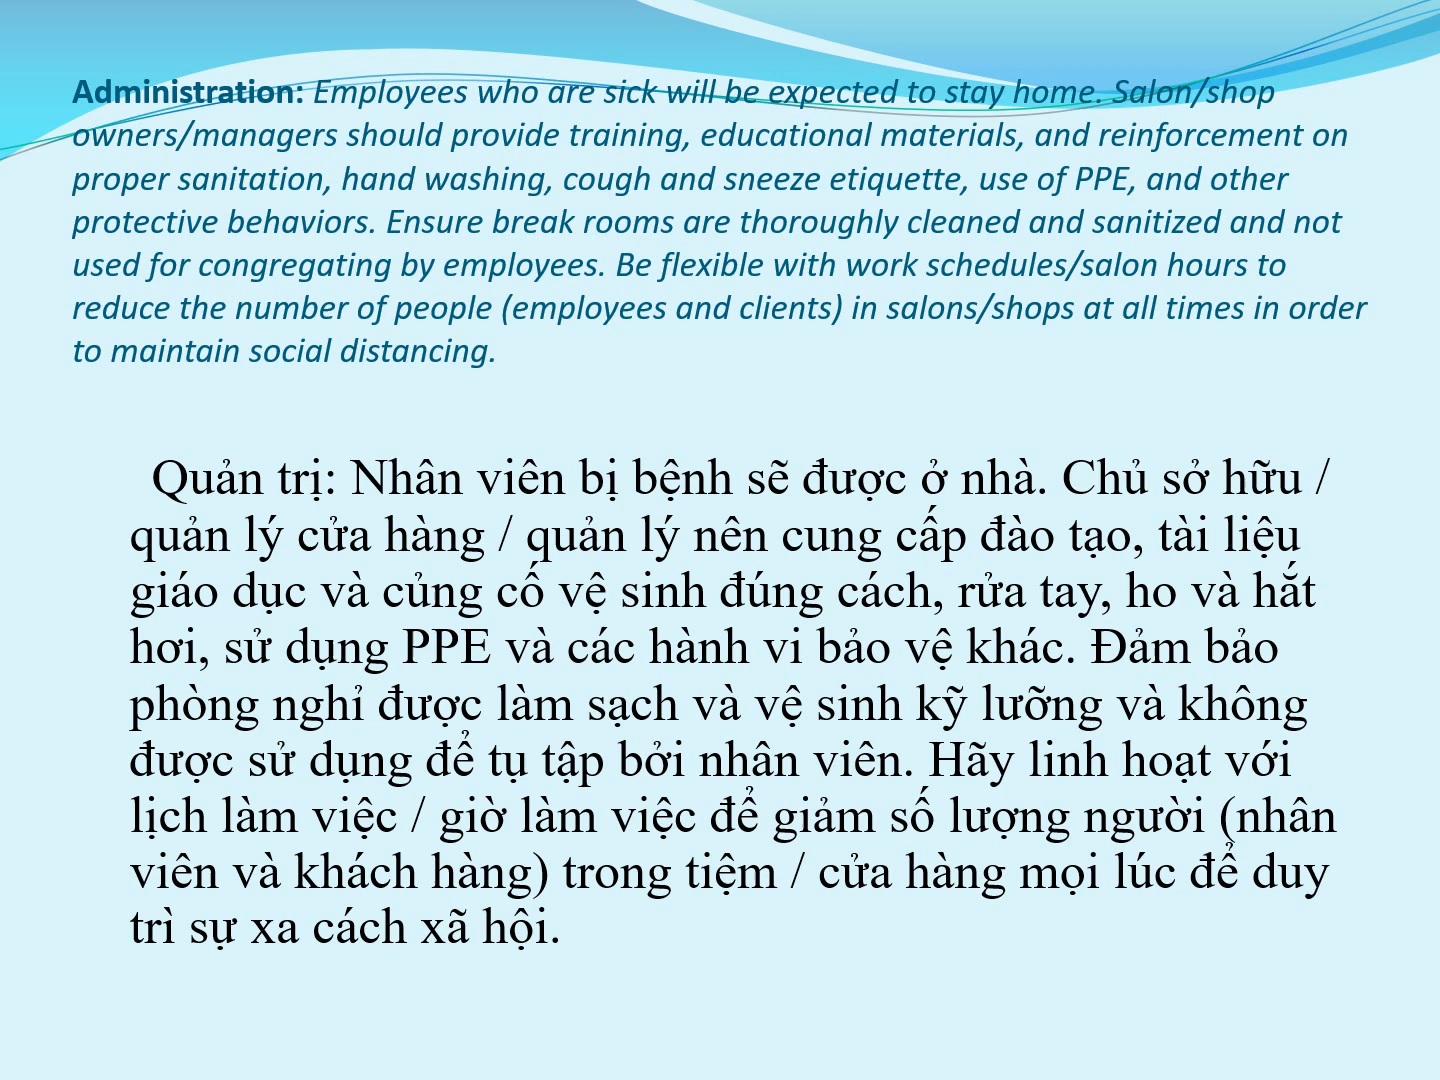 Administration: Employees who are sick will be expected to stay home. Salon/shop
owners/managers should provide training, educational materials, and reinforcement on
proper sanitation, hand washing, cough and sneeze etiquette, use of PPE, and other
protective behaviors. Ensure break rooms are thoroughly cleaned and sanitized and not
used for congregating by employees. Be flexible with work schedules/salon hours to
reduce the number of people (employees and clients) in salons/shops at all times in order
to maintain social distancing.
Quản trị: Nhân viên bị bệnh sẽ được ở nhà. Chủ sở hữu /
quản lý cửa hàng / quản lý nên cung cấp đào tạo, tài liệu
giáo dục và củng cố vệ sinh đúng cách, rửa tay, ho và hắt
hơi, sử dụng PPE và các hành vi bảo vệ khác. Đảm bảo
phòng nghỉ được làm sạch và vệ sinh kỹ lưỡng và không
được sử dụng để tụ tập bởi nhân viên. Hãy linh hoạt với
lịch làm việc / giờ làm việc để giảm số lượng người (nhân
viên và khách hàng) trong tiệm / cửa hàng mọi lúc để duy
trì sự xa cách xã hội.